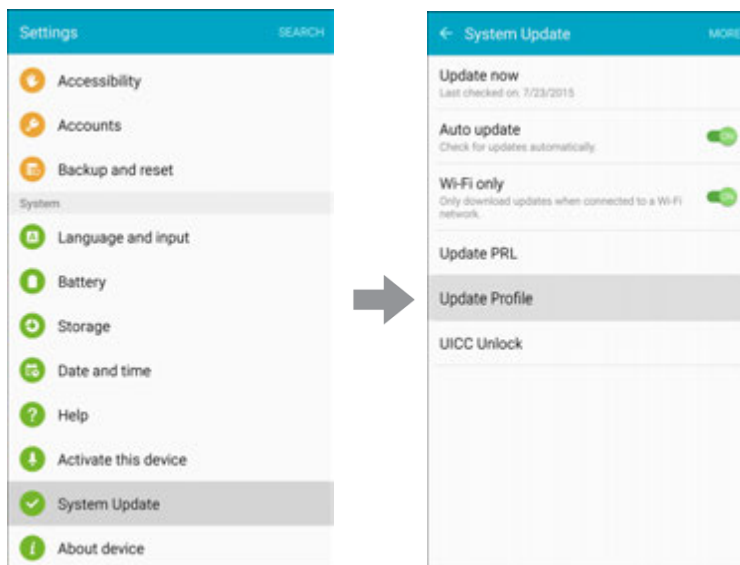 Settings SEARCH
Accessibility
Accounts
Backup and reset
System
Language and input
Battery
Storage
Date and time
Help
Activate this device
System Update
About device
System Update MORE
Update now
Last checked on: 7/23/2015
Auto update
Check for updates automatically.
ON
Wi-Fi only
Only download updates when connected to a Wi-Fi
network.
ON
Update PRL
Update Profile
UICC Unlock